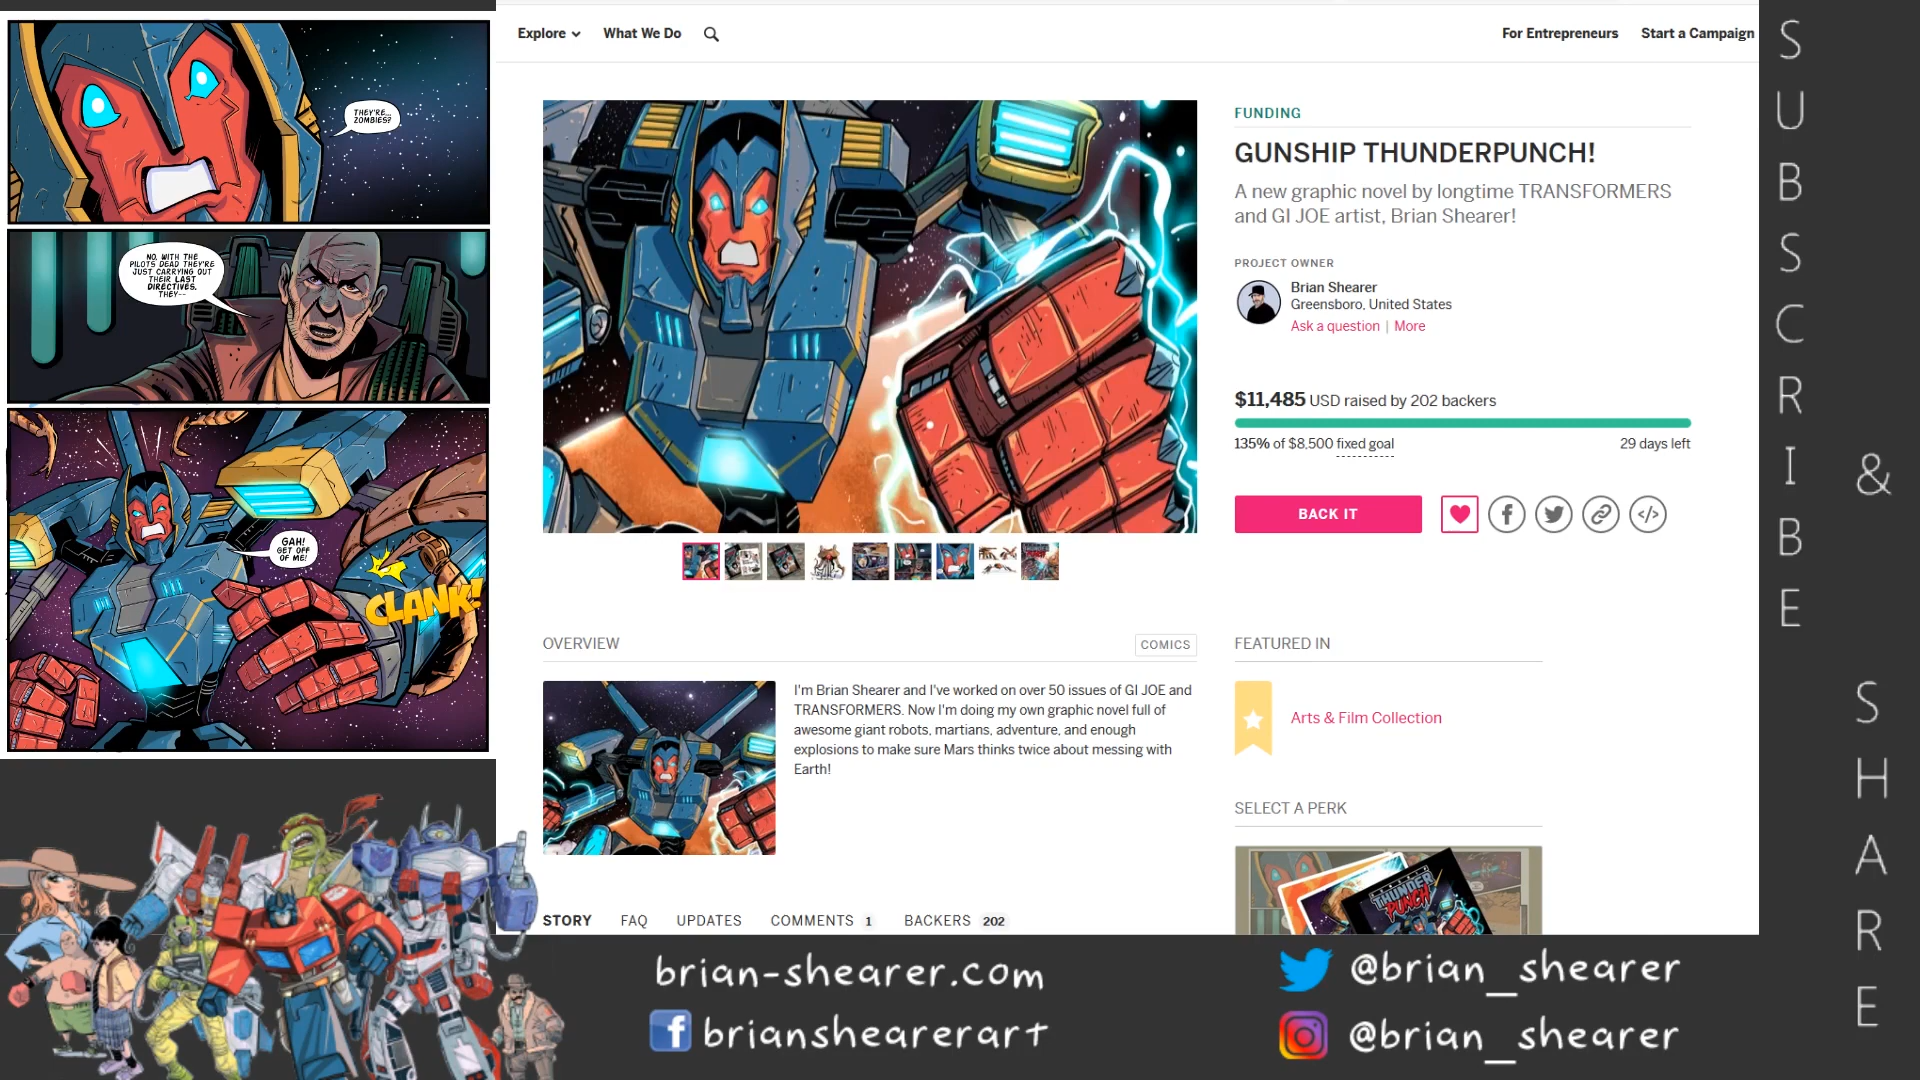 THEY'RE...
ZOMBIES?
NO. WITH THE
PILOTS DEAD THEY'RE
JUST CARRYING OUT
THEIR LAST
DIRECTIVES.
THEY--
GAH!
GET OFF
OF ME!
CLANK!
Explore What We Do
For Entrepreneurs Start a Campaign
FUNDING
GUNSHIP THUNDERPUNCH!
A new graphic novel by longtime TRANSFORMERS
and GI JOE artist, Brian Shearer!
PROJECT OWNER
Brian Shearer
Greensboro, United States
Ask a question | More
$11,485 USD raised by 202 backers
135% of $8,500 fixed goal 29 days left
BACK IT
OVERVIEW COMICS
I'm Brian Shearer and I've worked on over 50 issues of GI JOE and
TRANSFORMERS. Now I'm doing my own graphic novel full of
awesome giant robots, martians, adventure, and enough
explosions to make sure Mars thinks twice about messing with
Earth!
FEATURED IN
Arts & Film Collection
SELECT A PERK
THUNDER
PUNCH
STORY FAQ UPDATES COMMENTS 1 BACKERS 202
brian-shearer.com
brianshearerart
@brian_shearer
@brian_shearer
SUBSCRIBE
&
SHARE